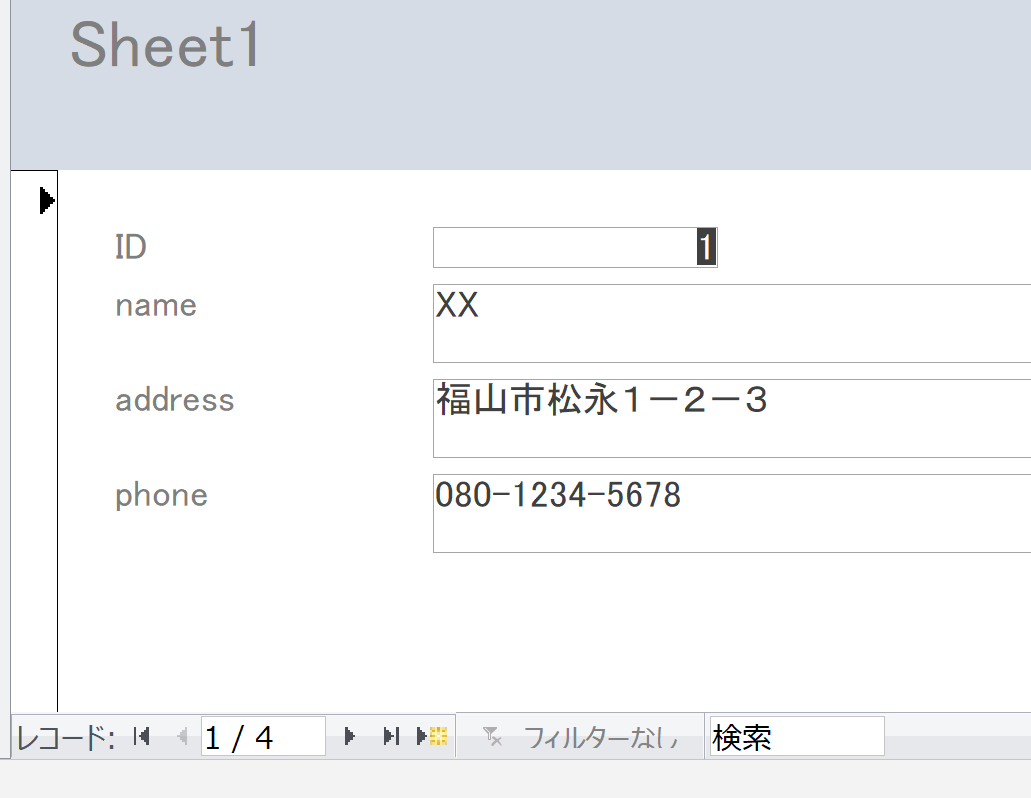 Sheet1
ID 1
name XX
address 福山市松永１－２－３
phone 080-1234-5678
レコード: 1 / 4 フィルターなし 検索